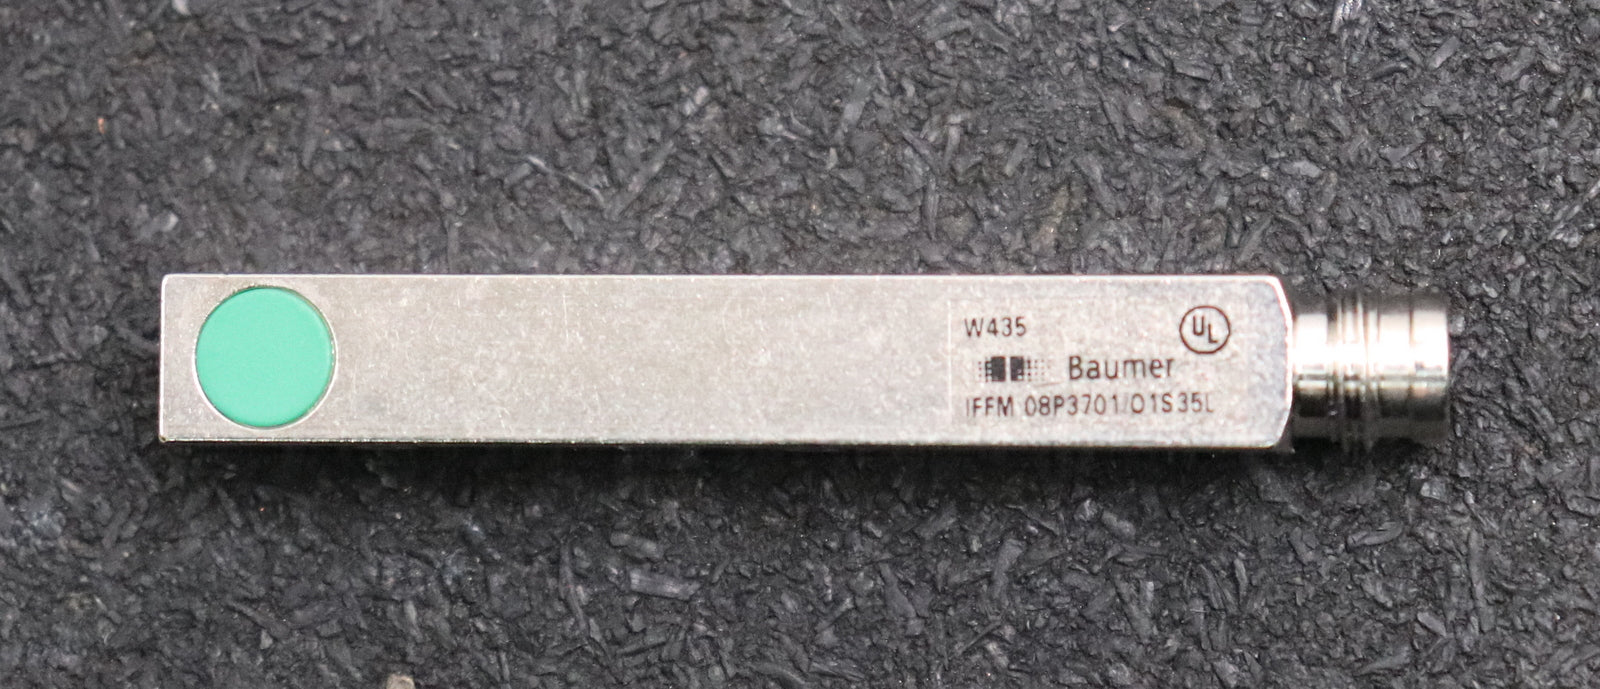 W435
UL
Baumer
IFFM 08P3701/O1S35L